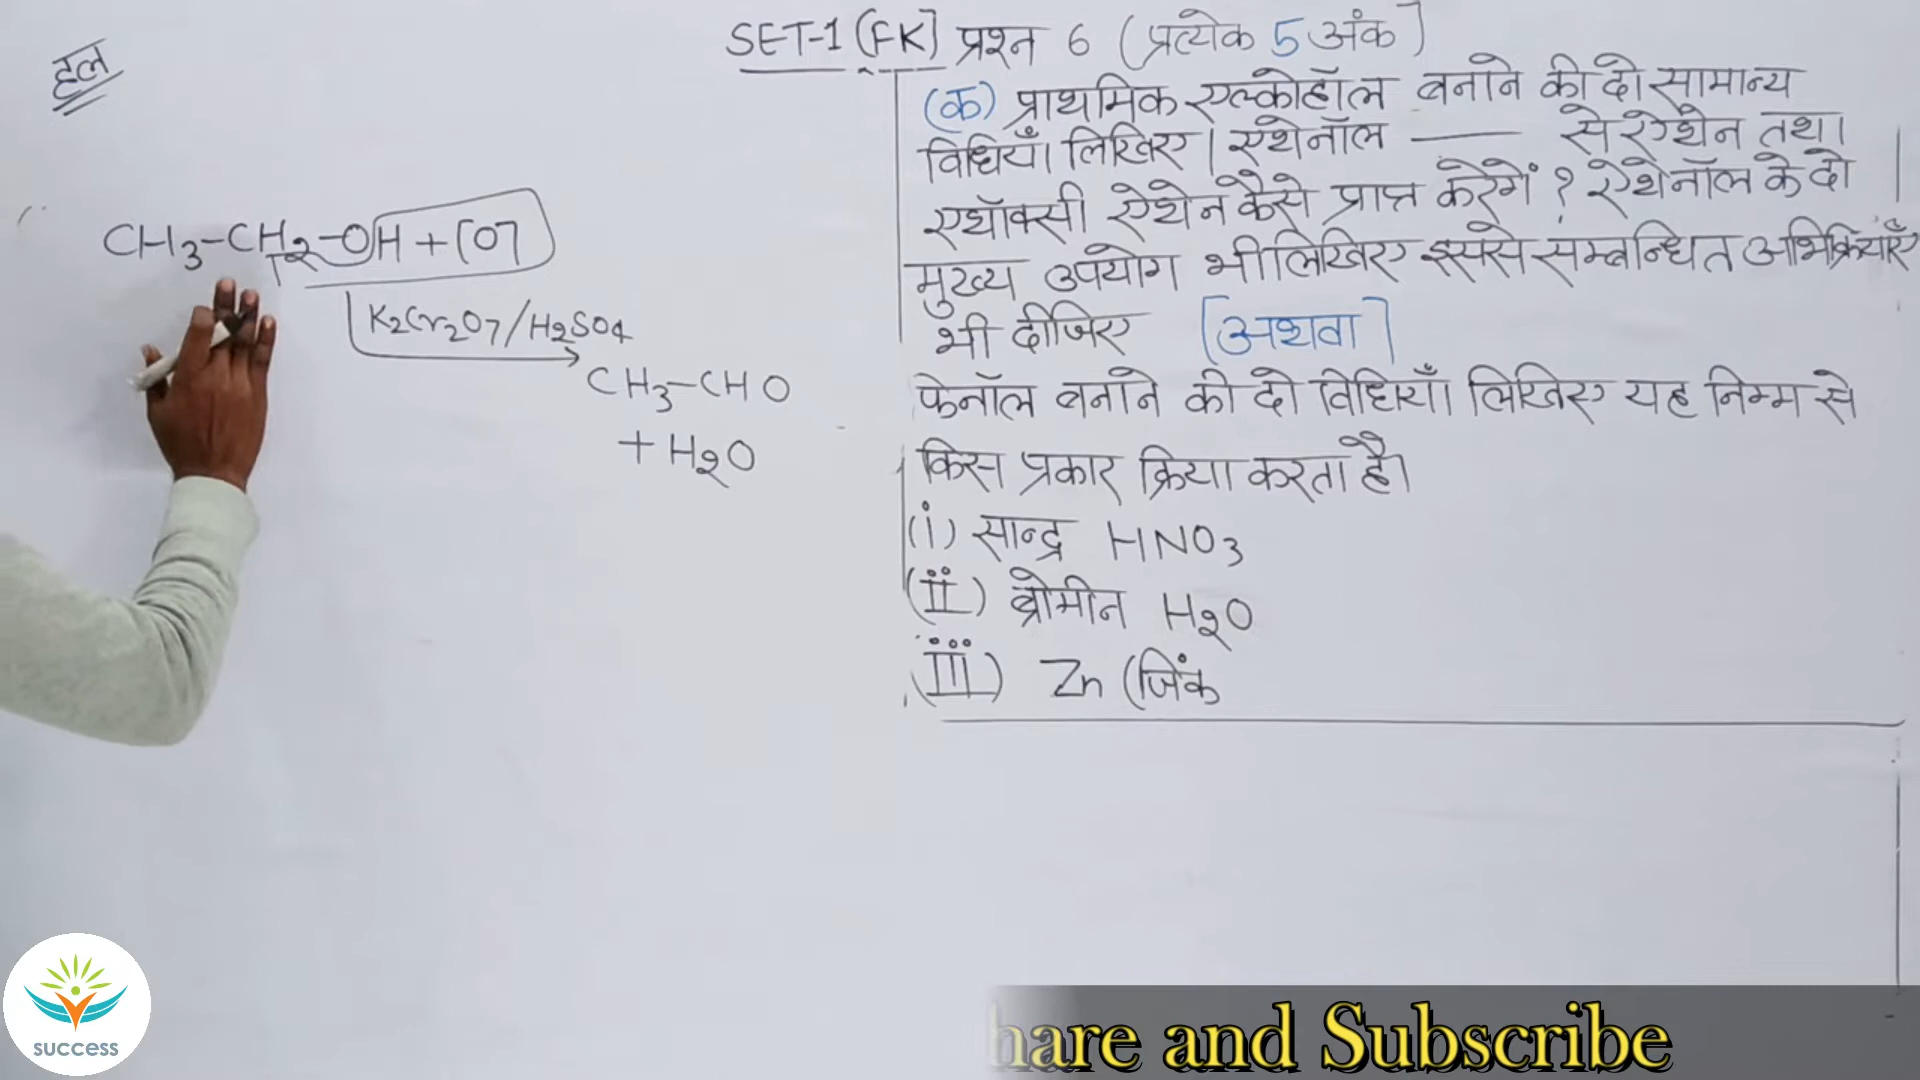 हल
SET-1 (FK) प्रश्न 6 (प्रत्येक 5 अंक)
(क) प्राथमिक एल्कोहॉल बनाने की दो सामान्य
विधियाँ लिखिए। एथेनॉल —— से एथेन तथा
एथॉक्सी ऐथेन कैसे प्राप्त करेगें ? ऐथेनॉल के दो
मुख्य उपयोग भी लिखिए इससे सम्बन्धित अभिक्रियाएँ
भी दीजिए [अथवा]
फेनॉल बनाने की दो विधियाँ लिखिए यह निम्म से
किस प्रकार क्रिया करता है।
(i) सान्द्र HNO3
(ii) ब्रोमीन H2O
(iii) Zn (जिंक
CH3-CH2-OH + [O]
K2Cr2O7/H2SO4
CH3-CHO
+ H2O
success
hare and Subscribe